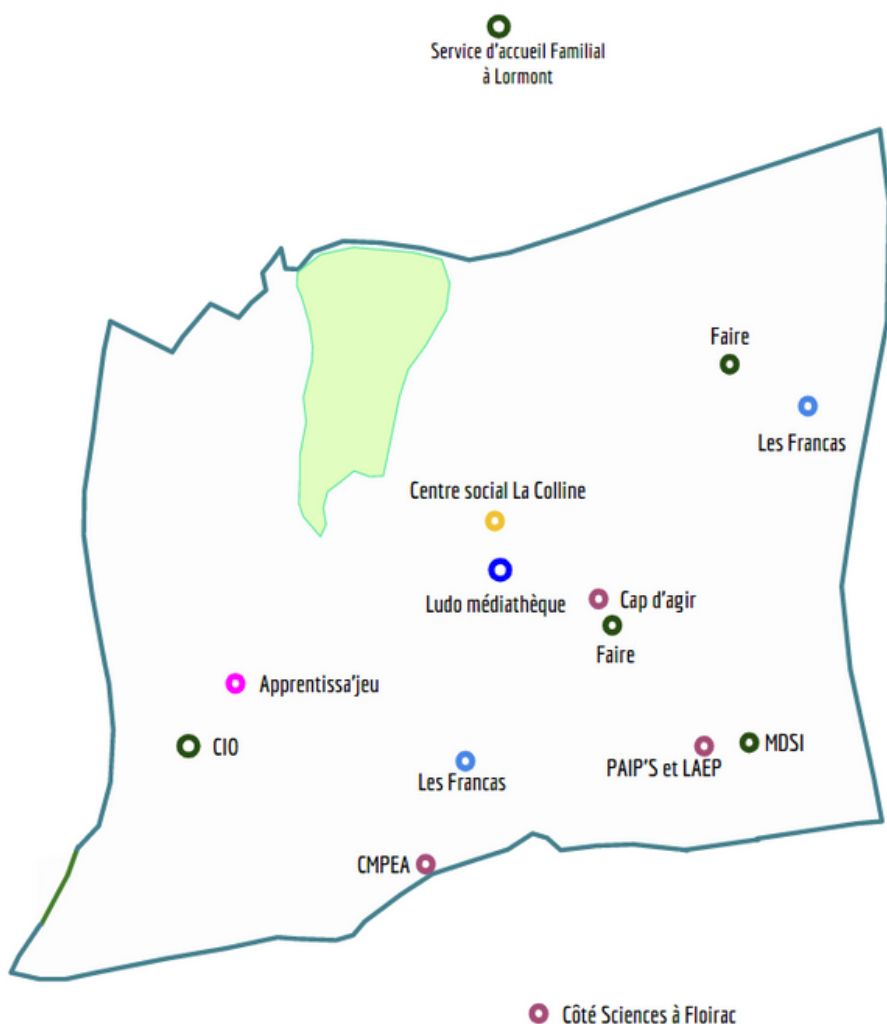 Service d'accueil Familial
à Lormont
Faire
Les Francas
Centre social La Colline
Ludo médiathèque
Cap d'agir
Faire
Apprentissa'jeu
CIO
MDSI
PAIP'S et LAEP
Les Francas
CMPEA
Côté Sciences à Floirac